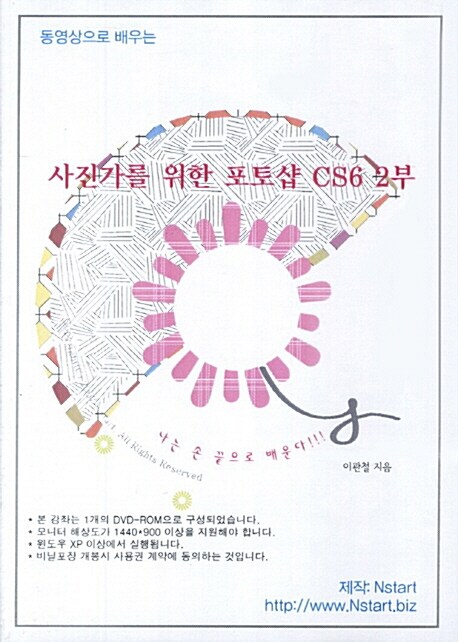 동영상으로 배우는
사진가를 위한 포토샵 CS6 2부
나는 손 끝으로 배운다!!!
All Rights Reserved
이관철 지음
• 본 강좌는 1개의 DVD-ROM으로 구성되었습니다.
• 모니터 해상도가 1440*900 이상을 지원해야 합니다.
• 윈도우 XP 이상에서 실행됩니다.
• 비닐포장 개봉시 사용권 계약에 동의하는 것입니다.
제작: Nstart
http://www.Nstart.biz